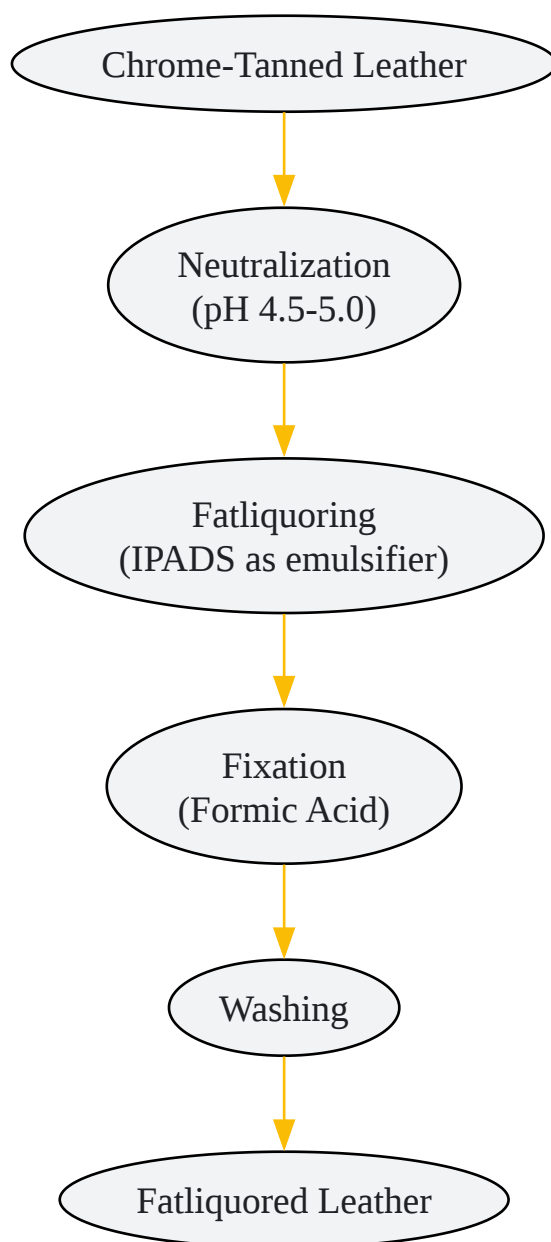 Chrome-Tanned Leather
Neutralization
(pH 4.5-5.0)
Fatliquoring
(IPADS as emulsifier)
Fixation
(Formic Acid)
Washing
Fatliquored Leather